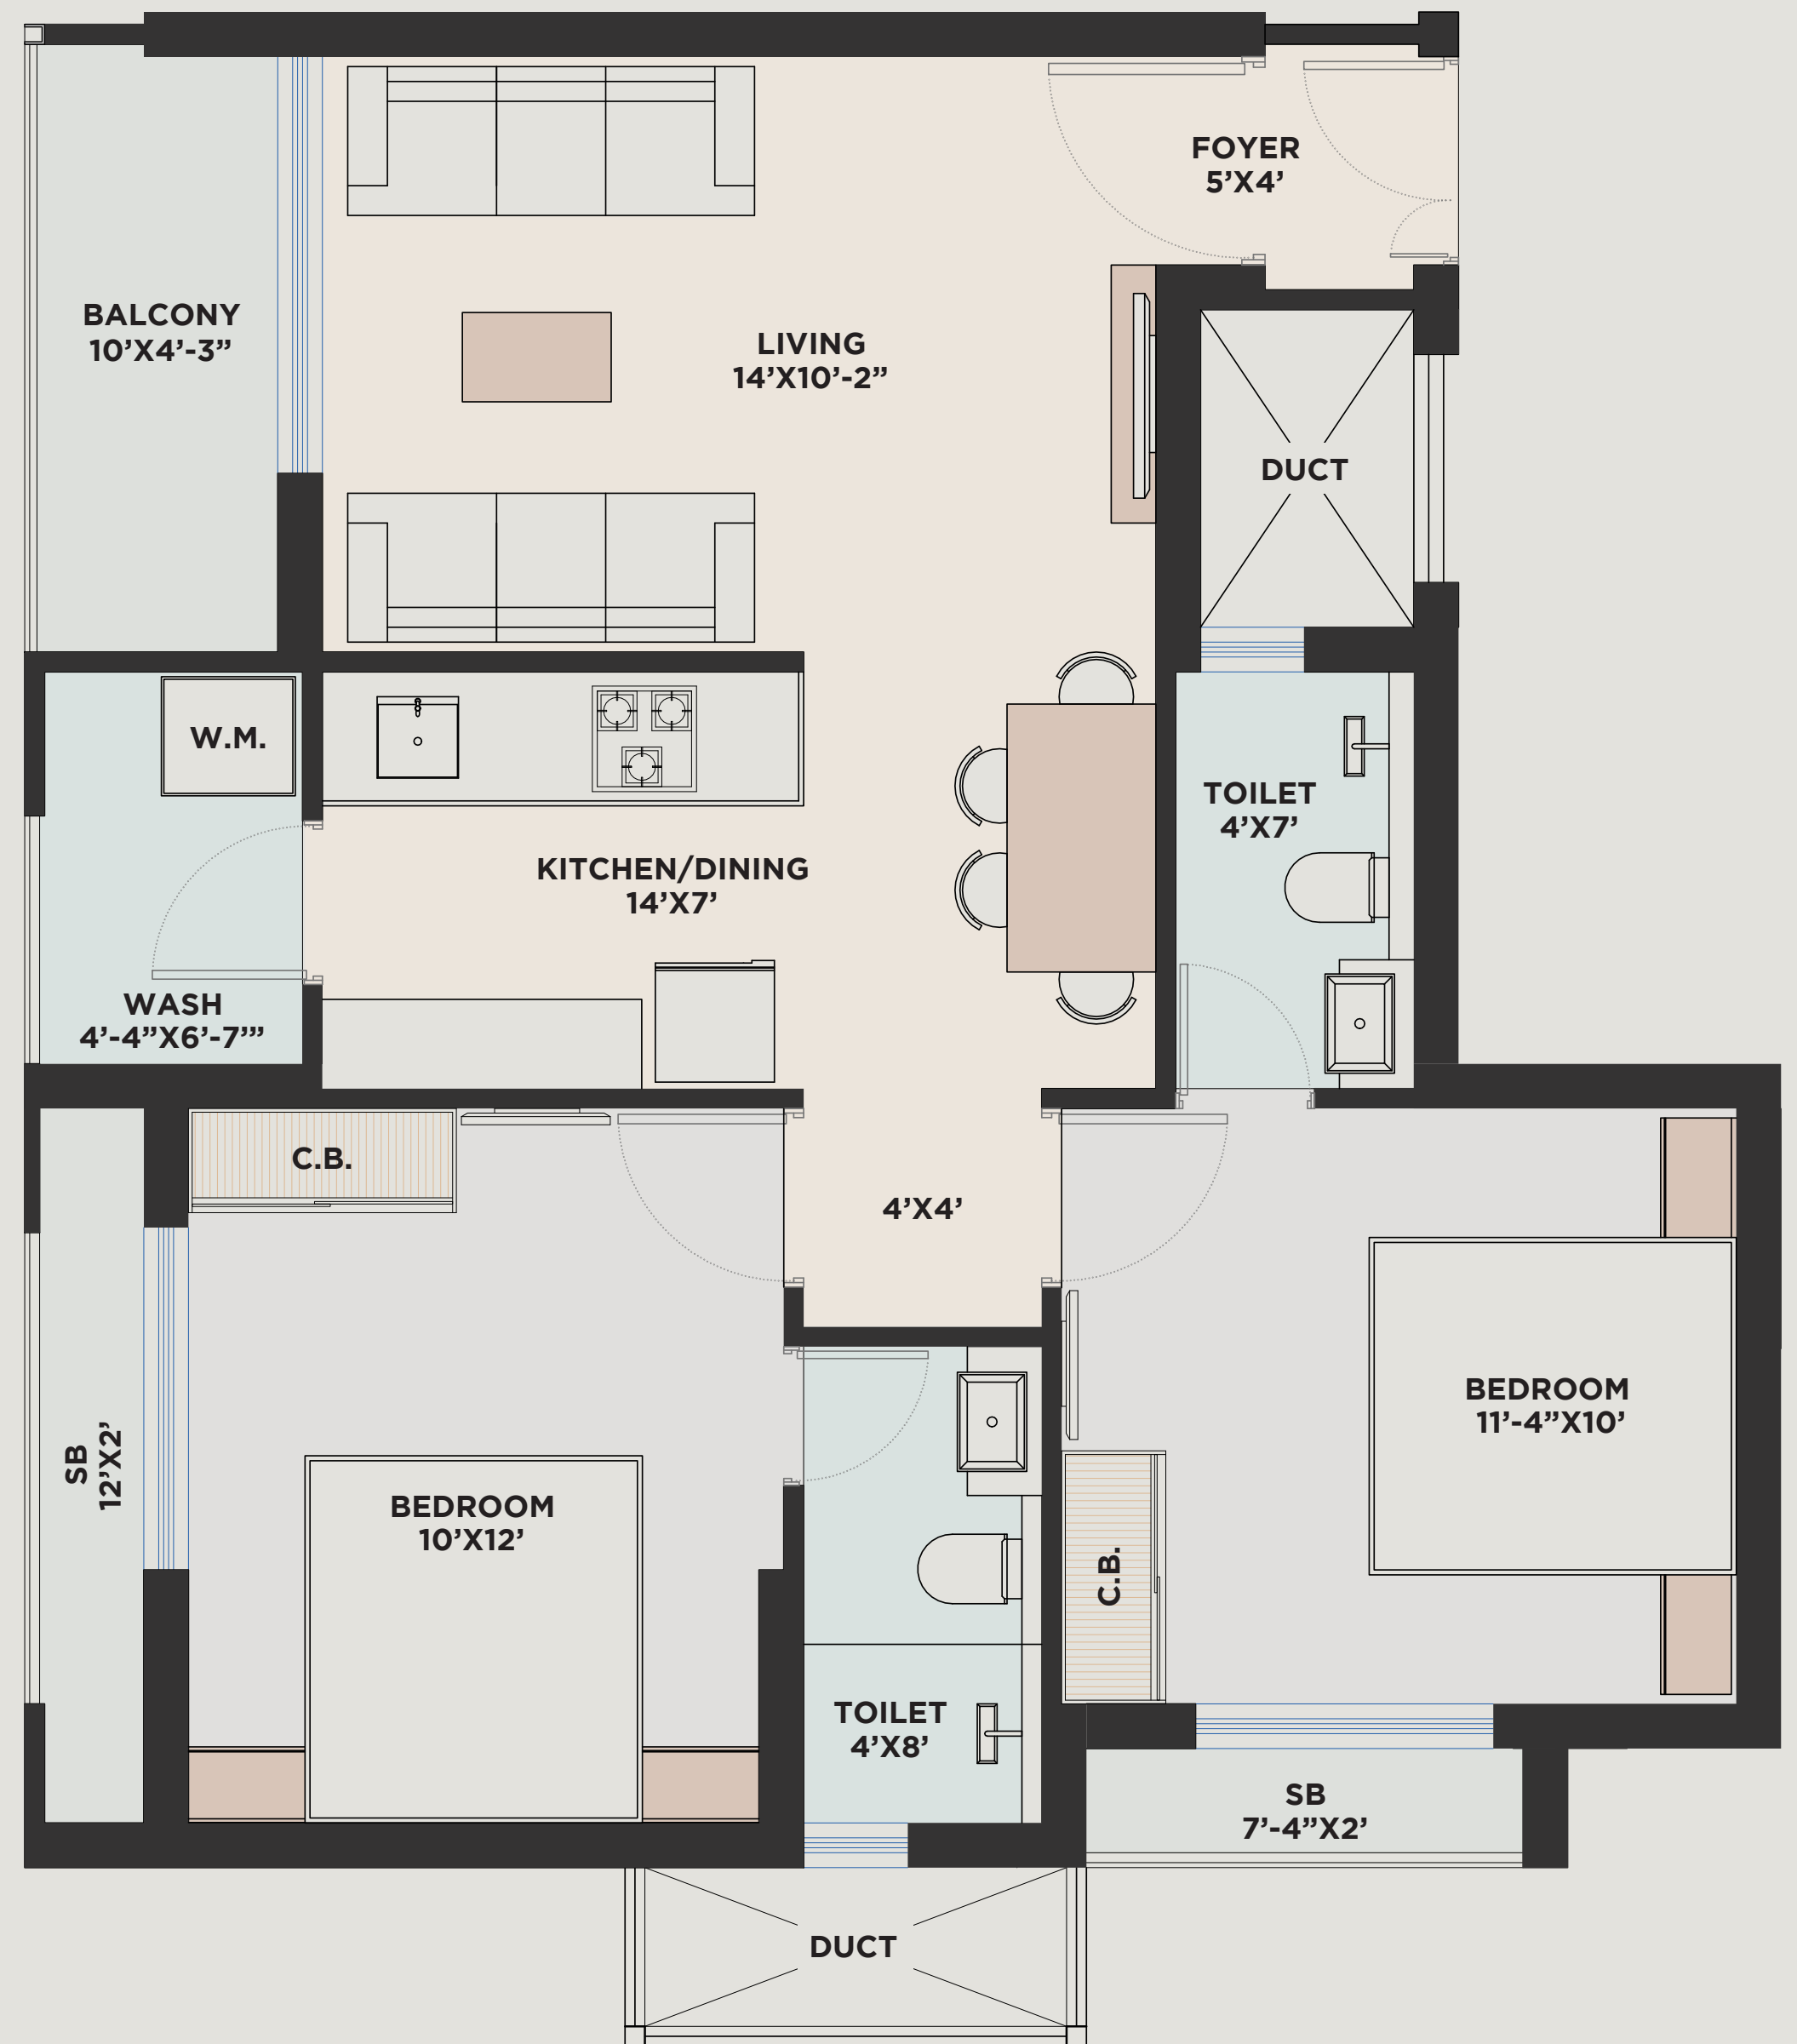 FOYER
5’X4’
BALCONY
10’X4’-3”
LIVING
14’X10’-2”
DUCT
W.M.
TOILET
4’X7’
KITCHEN/DINING
14’X7’
WASH
4’-4”X6’-7’”
C.B.
4’X4’
BEDROOM
11’-4”X10’
SB
12’X2’
BEDROOM
10’X12’
C.B.
TOILET
4’X8’
SB
7’-4”X2’
DUCT